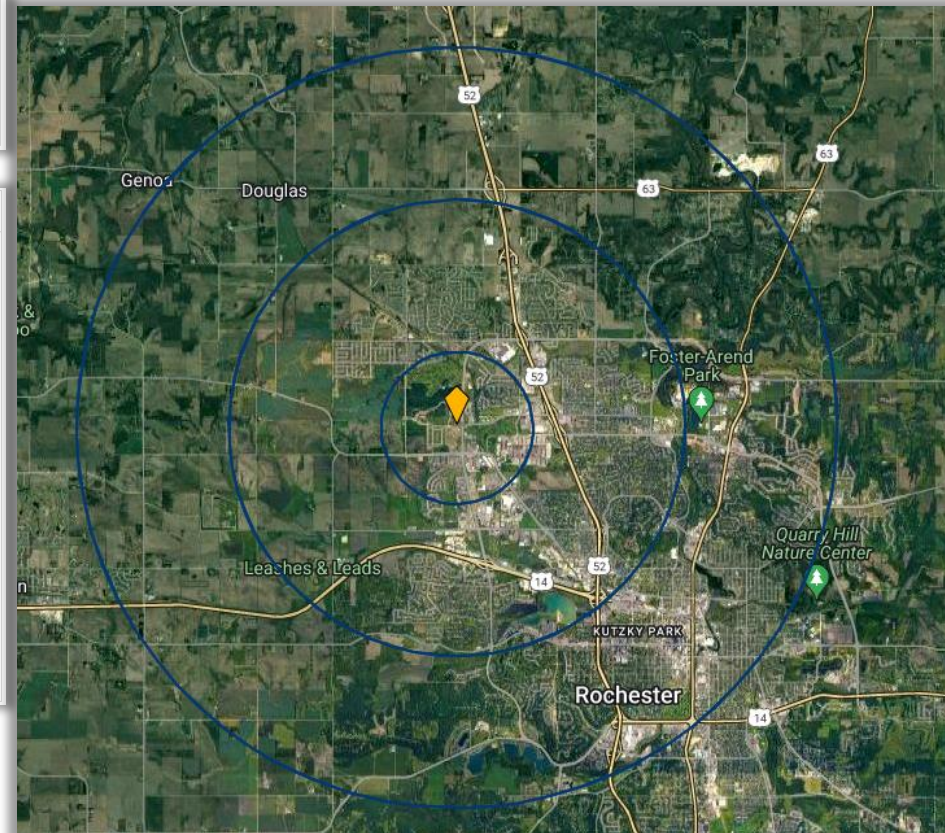 52
63
Genoa
Douglas
63
&
Foster-Arend
Park
52
Quarry Hill
Nature Center
Leaches & Leads
14
52
n
KUTZKY PARK
Rochester
14